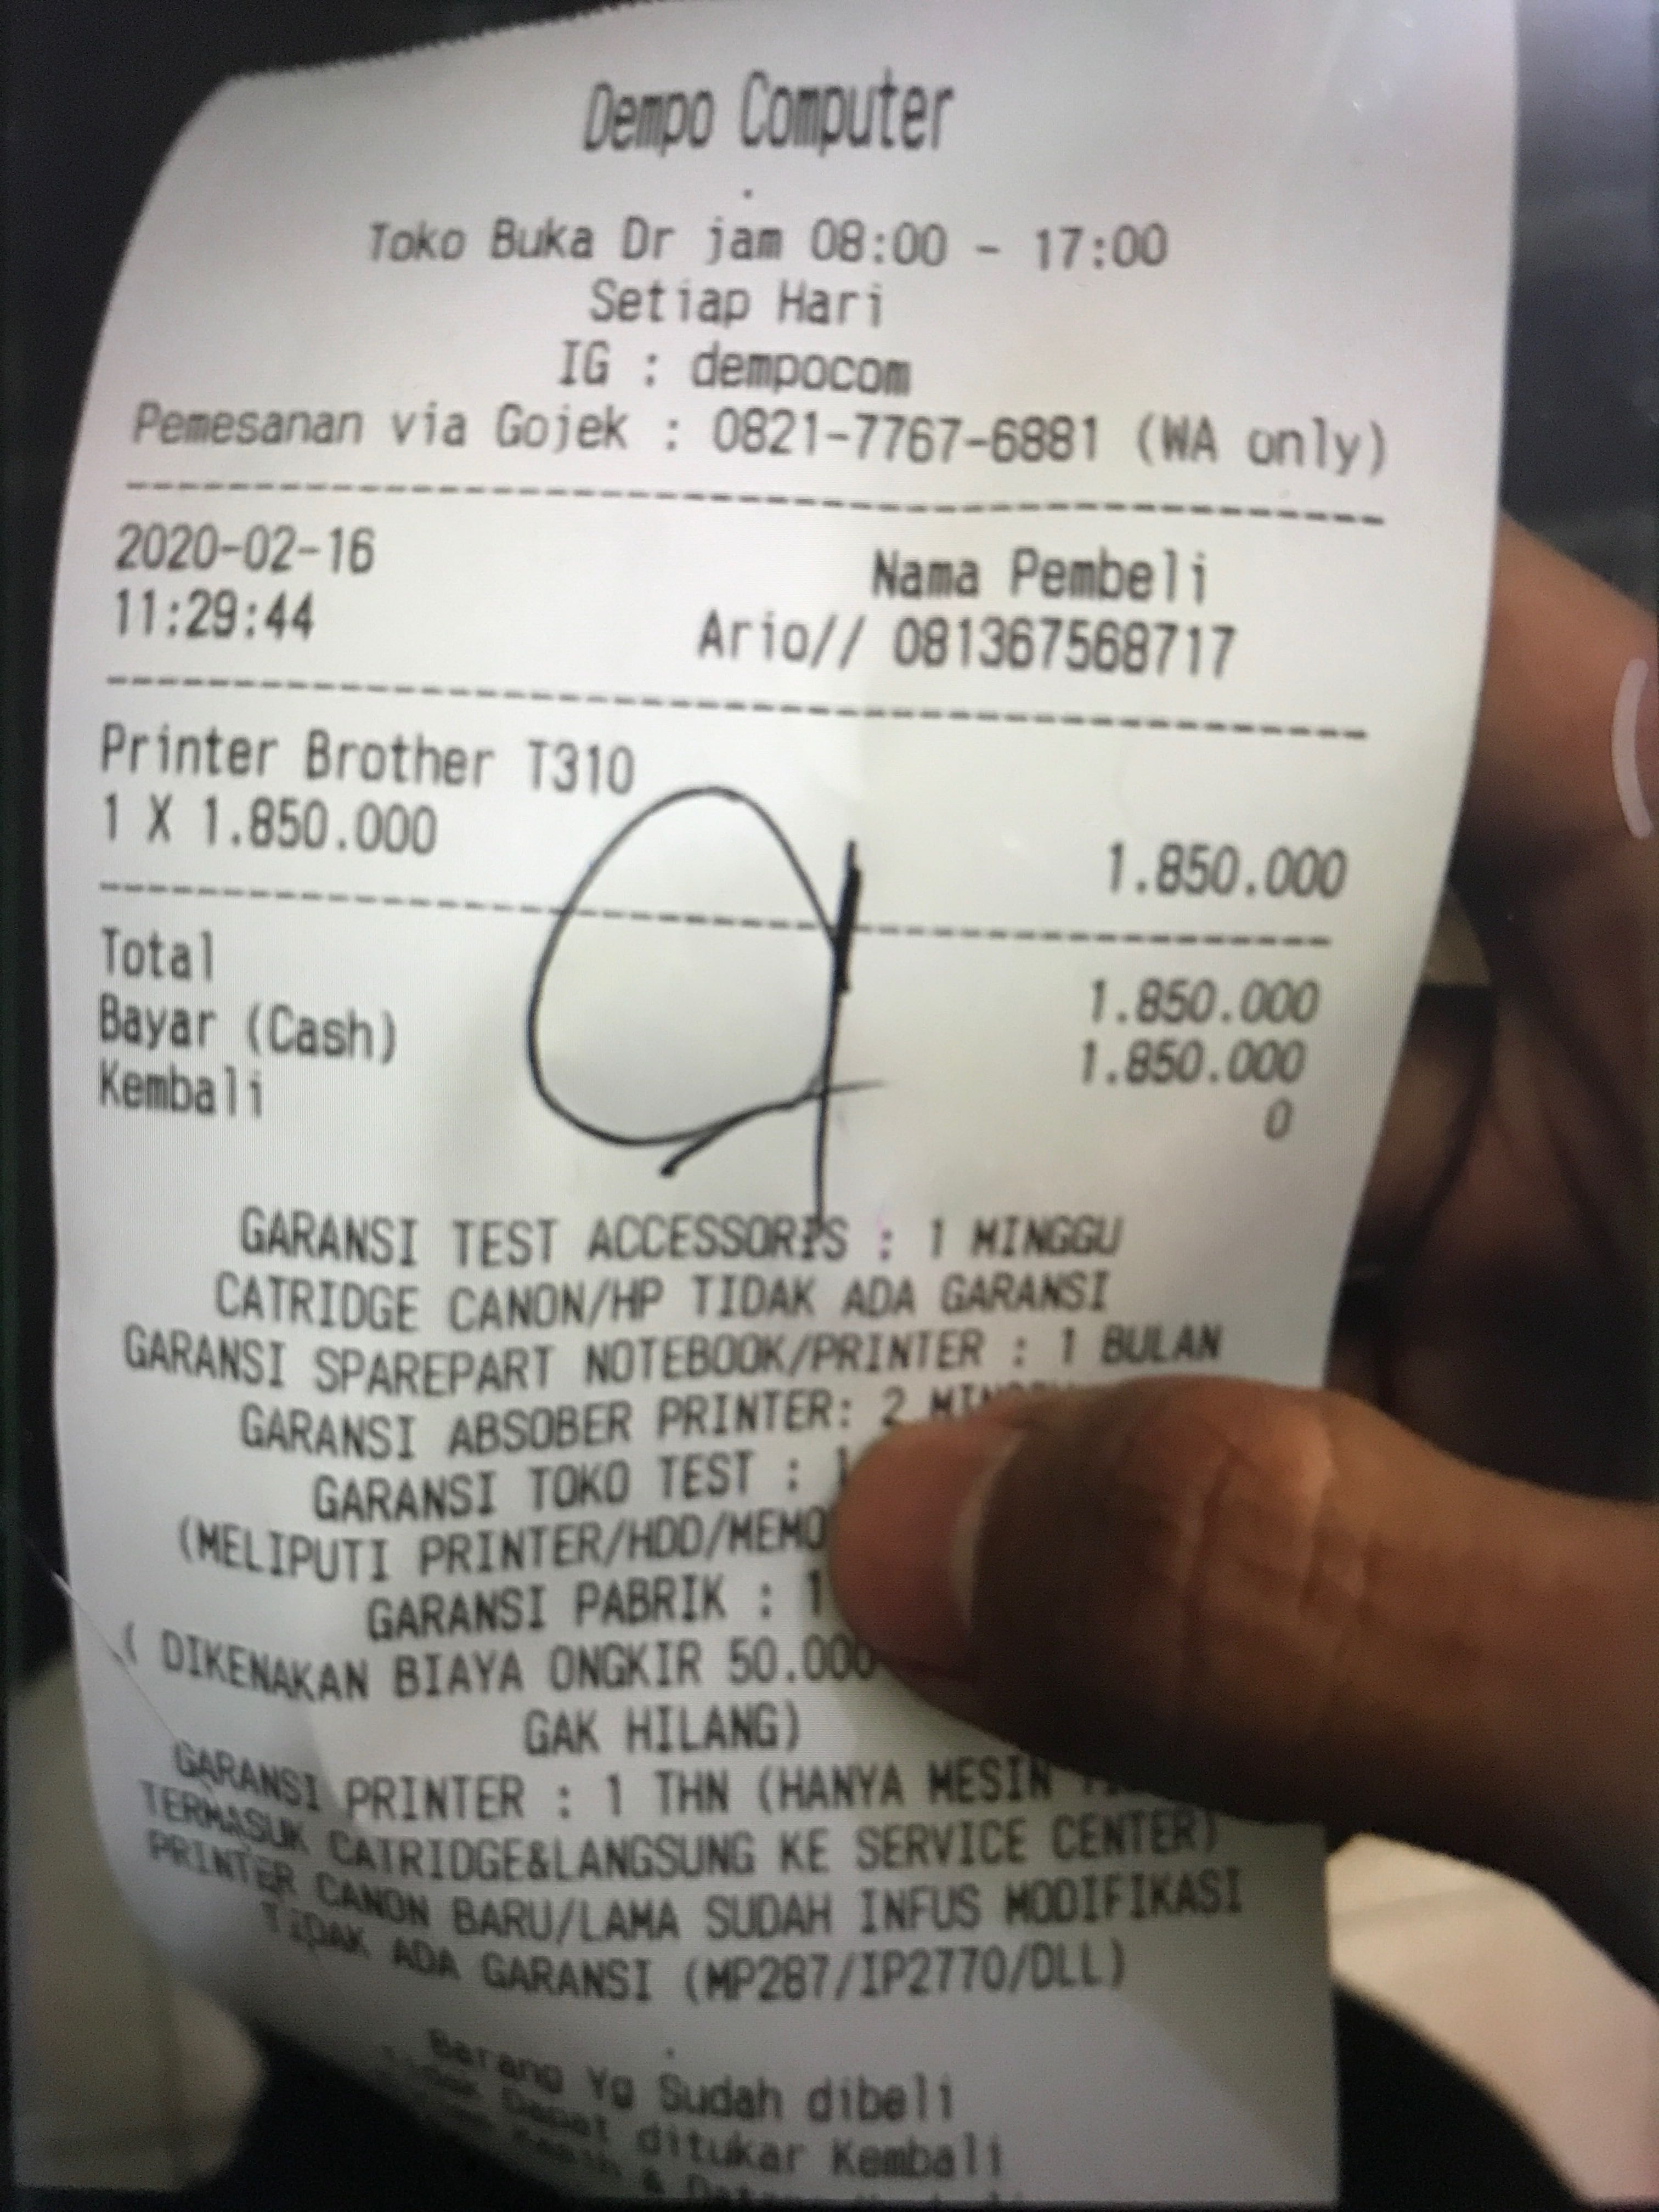 Dempo Computer
.
Toko Buka Dr jam 08:00 - 17:00
Setiap Hari
IG : dempocom
Pemesanan via Gojek : 0821-7767-6881 (WA only)
2020-02-16
Nama Pembeli
11:29:44
Ario// 081367568717
Printer Brother T310
1 X 1.850.000 1.850.000
Total 1.850.000
Bayar (Cash) 1.850.000
Kembali 0
GARANSI TEST ACCESSORIS : 1 MINGGU
CATRIDGE CANON/HP TIDAK ADA GARANSI
GARANSI SPAREPART NOTEBOOK/PRINTER : 1 BULAN
GARANSI ABSOBER PRINTER: 2
GARANSI TOKO TEST :
(MELIPUTI PRINTER/HDD/
GARANSI PABRIK : 1
( DIKENAKAN BIAYA ONGKIR 50.000
GAK HILANG)
GARANSI PRINTER : 1 THN (HANYA MESIN
TERMASUK CATRIDGE&LANGSUNG KE SERVICE CENTER)
PRINTER CANON BARU/LAMA SUDAH INFUS MODIFIKASI
TIDAK ADA GARANSI (MP287/IP2770/DLL)
.
Barang Yg Sudah dibeli
Tidak Dapat ditukar Kembali
&